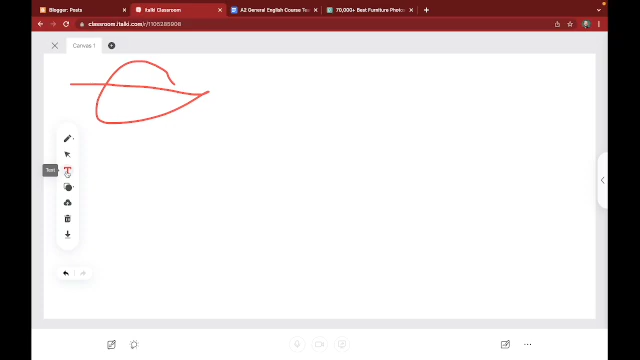 Blogger: Posts
italki Classroom
A2 General English Course Te
70,000+ Best Furniture Photo
classroom.italki.com/r/1105285908
Canvas 1
Text
T